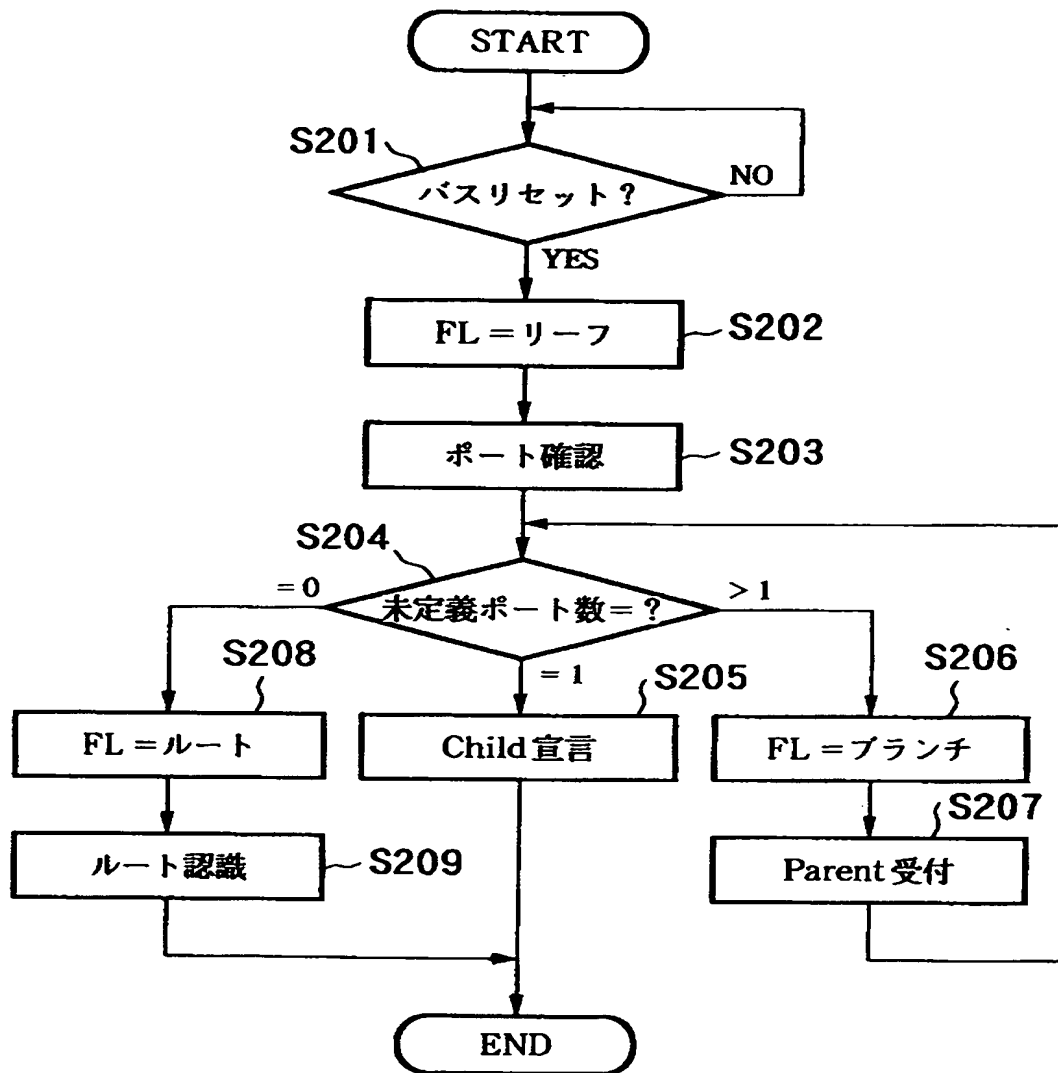 START
S201
バスリセット?
NO
YES
FL=リーフ
S202
ポート確認
S203
S204
=0
未定義ポート数=?
>1
=1
S208
S205
S206
FL=ルート
Child宣言
FL=ブランチ
S207
ルート認識
S209
Parent受付
END